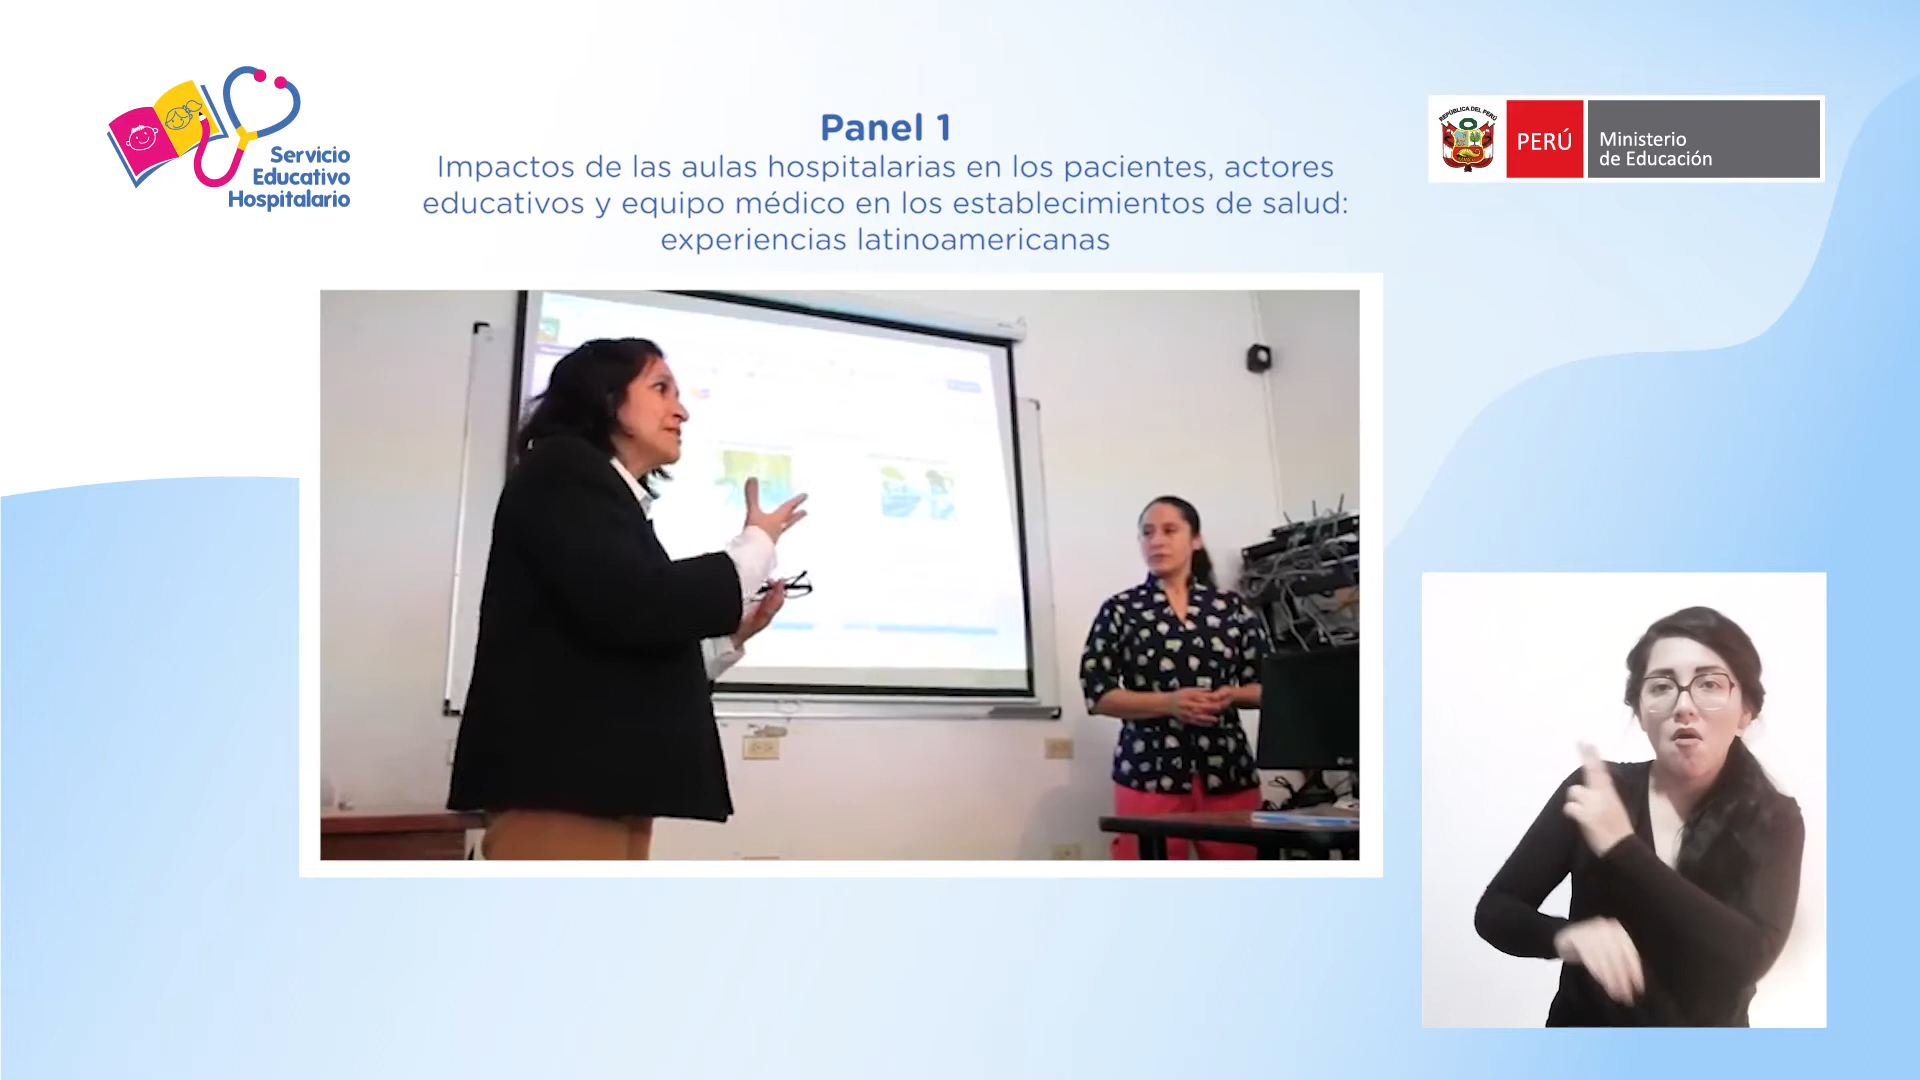 Servicio
Educativo
Hospitalario
Panel 1
Impactos de las aulas hospitalarias en los pacientes, actores
educativos y equipo médico en los establecimientos de salud:
experiencias latinoamericanas
REPÚBLICA DEL PERÚ
PERÚ
Ministerio
de Educación